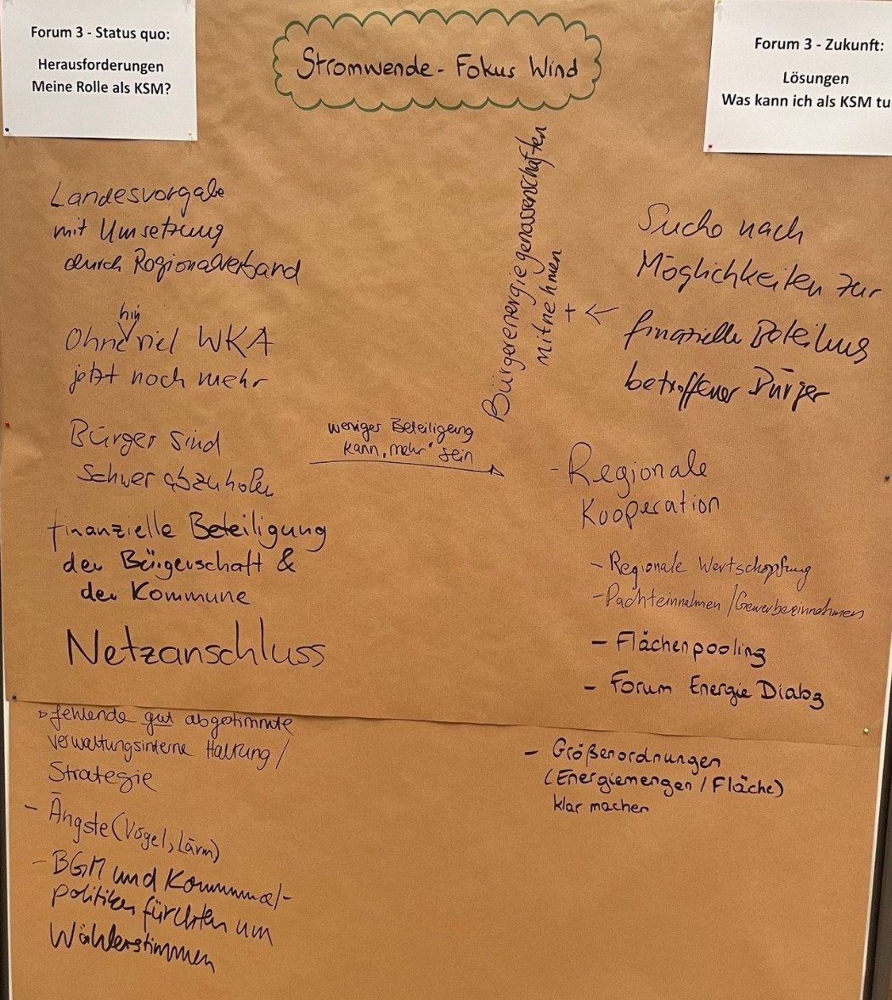 Forum 3 - Status quo:
Herausforderungen
Meine Rolle als KSM?
Stromwende - Fokus Wind
Forum 3 - Zukunft:
Lösungen
Was kann ich als KSM tu
Landesvorgabe
mit Umsetzung
durch Regionalverband
hin
Ohne viel WKA
jetzt noch mehr
Bürger sind
schwer abzuholen
finanzielle Beteiligung
der Bürgerschaft &
der Kommune
Netzanschluss
fehlende gut abgestimmte
verwaltungsinterne Haltung /
Strategie
- Ängste (Vögel, Lärm)
- BGM und Kommunal-
politiker fürchten um
Wählerstimmen
weniger Beteiligung
kann „mehr" sein
Bürgerenergiegenossenschaften
mitnehmen
+ ←
Suche nach
Möglichkeiten zur
finanzielle Beteilung
betroffener Bürger
- Regionale
Kooperation
- Regionale Wertschöpfung
- Pachteinnahmen / Gewerbeeinnahmen
- Flächenpooling
- Forum Energie Dialog
- Größenordnungen
(Energiemengen / Fläche)
klar machen